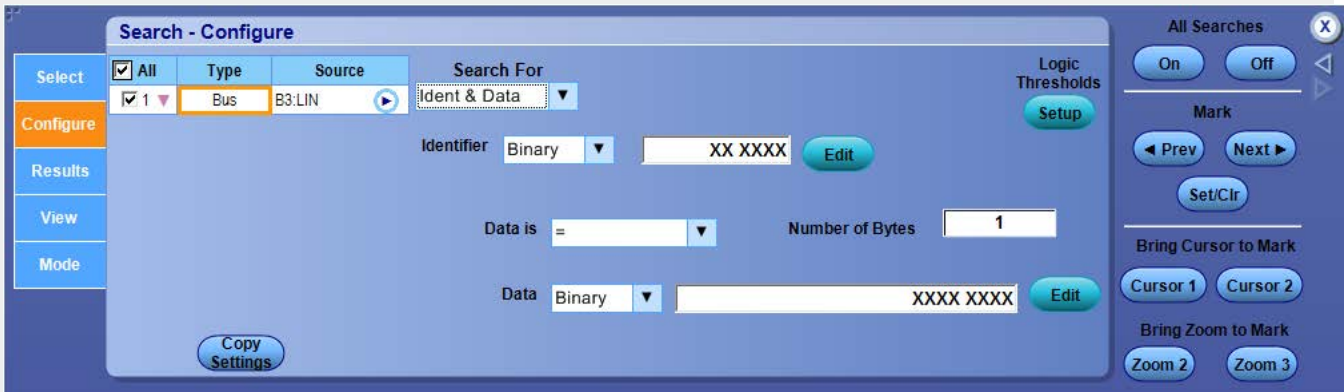 Search - Configure
All Searches
X
On Off
Select
Configure
Results
View
Mode
All Type Source
1 Bus B3:LIN
Search For
Ident & Data
Logic
Thresholds
Setup
Identifier Binary XX XXXX Edit
Data is = Number of Bytes 1
Data Binary XXXX XXXX Edit
Copy
Settings
Mark
◄ Prev Next ►
Set/Clr
Bring Cursor to Mark
Cursor 1 Cursor 2
Bring Zoom to Mark
Zoom 2 Zoom 3